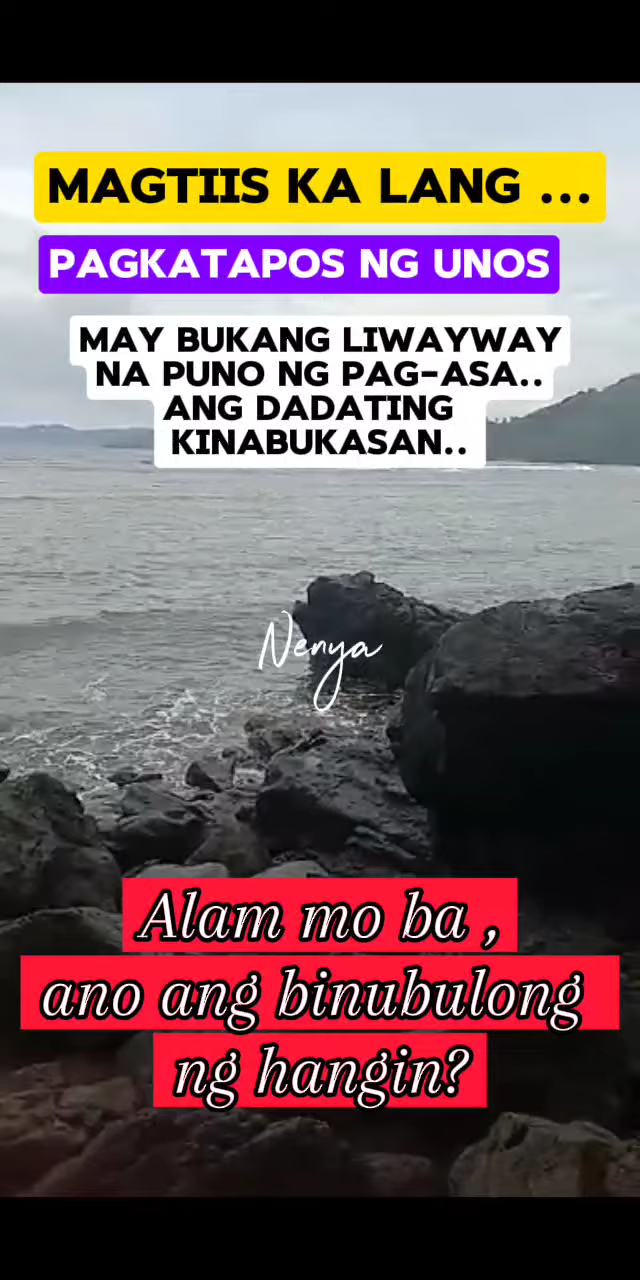 MAGTIIS KA LANG ...
PAGKATAPOS NG UNOS
MAY BUKANG LIWAYWAY
NA PUNO NG PAG-ASA..
ANG DADATING
KINABUKASAN..
Nenya
Alam mo ba ,
ano ang binubulong
ng hangin?